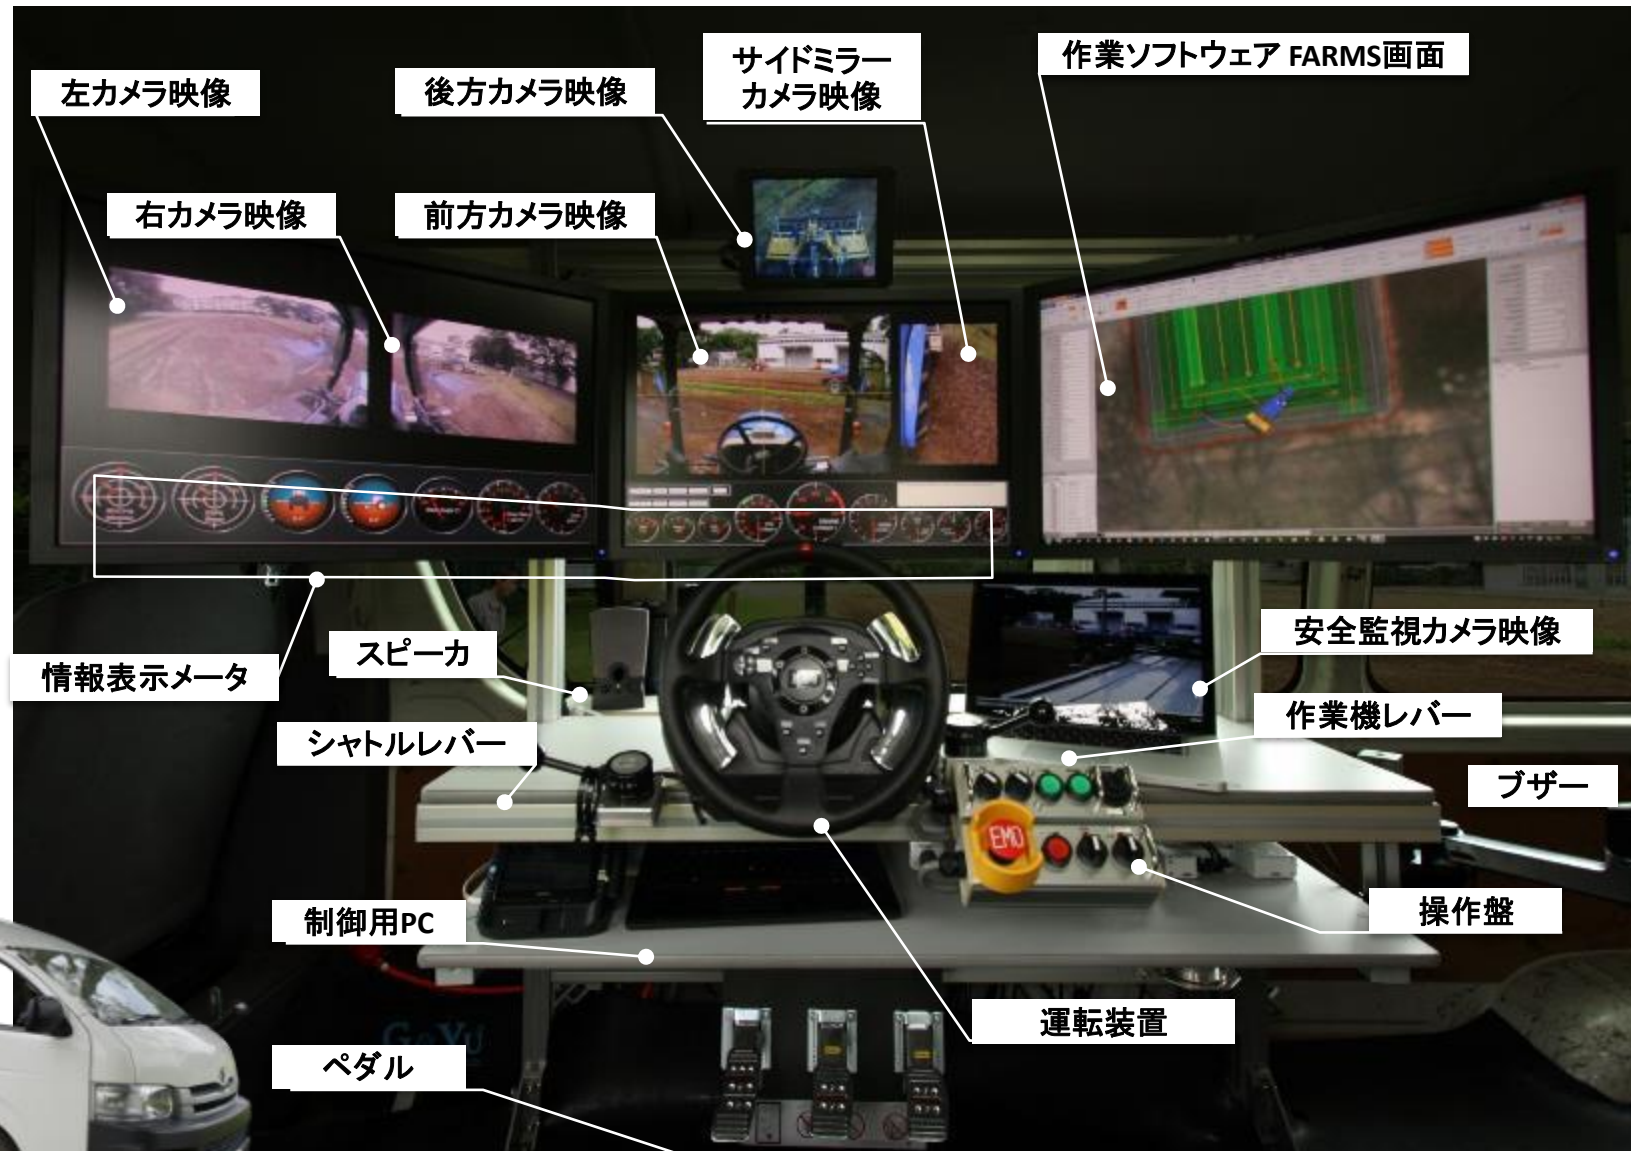 左カメラ映像
後方カメラ映像
サイドミラー
カメラ映像
作業ソフトウェア FARMS画面
右カメラ映像
前方カメラ映像
情報表示メータ
スピーカ
安全監視カメラ映像
シャトルレバー
作業機レバー
ブザー
EMO
制御用PC
操作盤
運転装置
ペダル